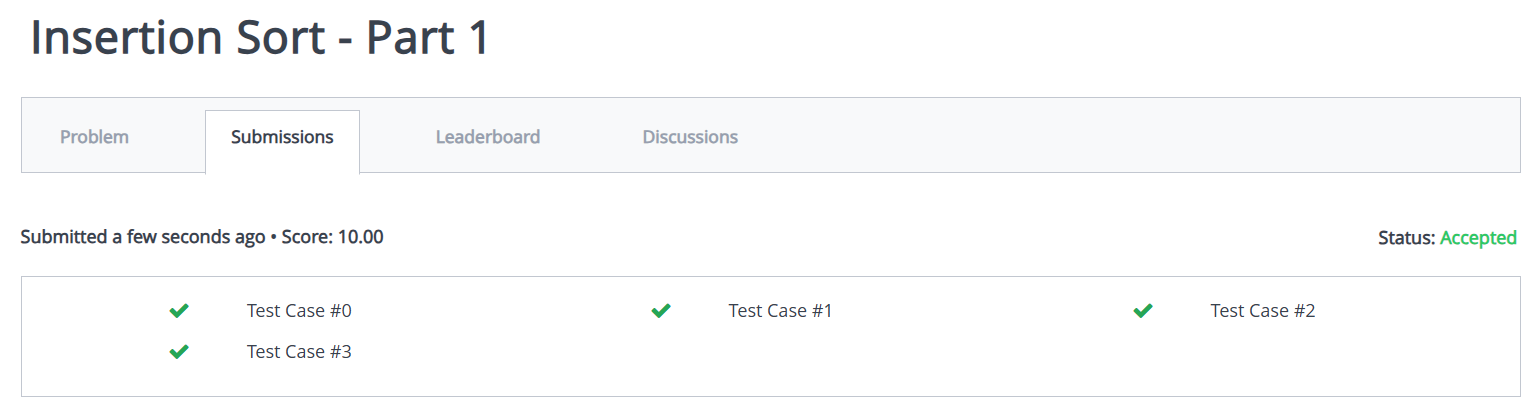 Insertion Sort - Part 1
Problem Submissions Leaderboard Discussions
Submitted a few seconds ago • Score: 10.00 Status: Accepted
Test Case #0 Test Case #1 Test Case #2
Test Case #3